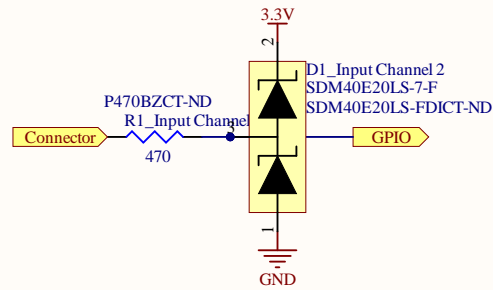 3.3V
2
D1_Input Channel 2
SDM40E20LS-7-F
SDM40E20LS-FDICT-ND
P470BZCT-ND
R1_Input Channel
3
Connector
GPIO
470
1
GND